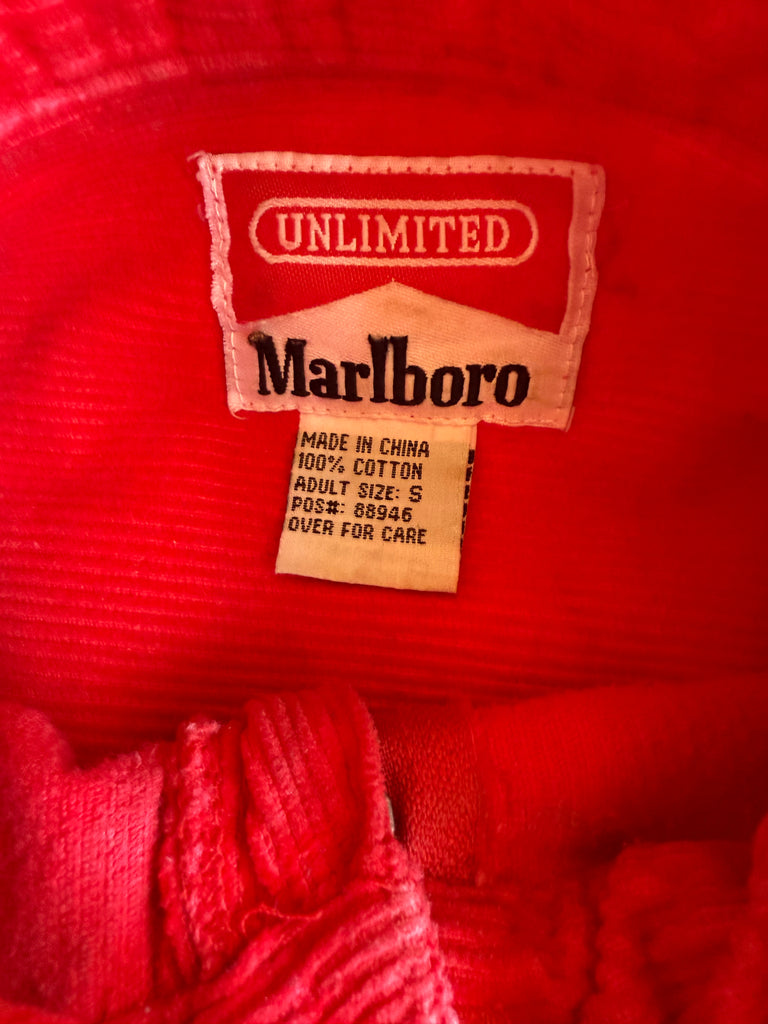 UNLIMITED
Marlboro
MADE IN CHINA
100% COTTON
ADULT SIZE: S
POS#: 88946
OVER FOR CARE